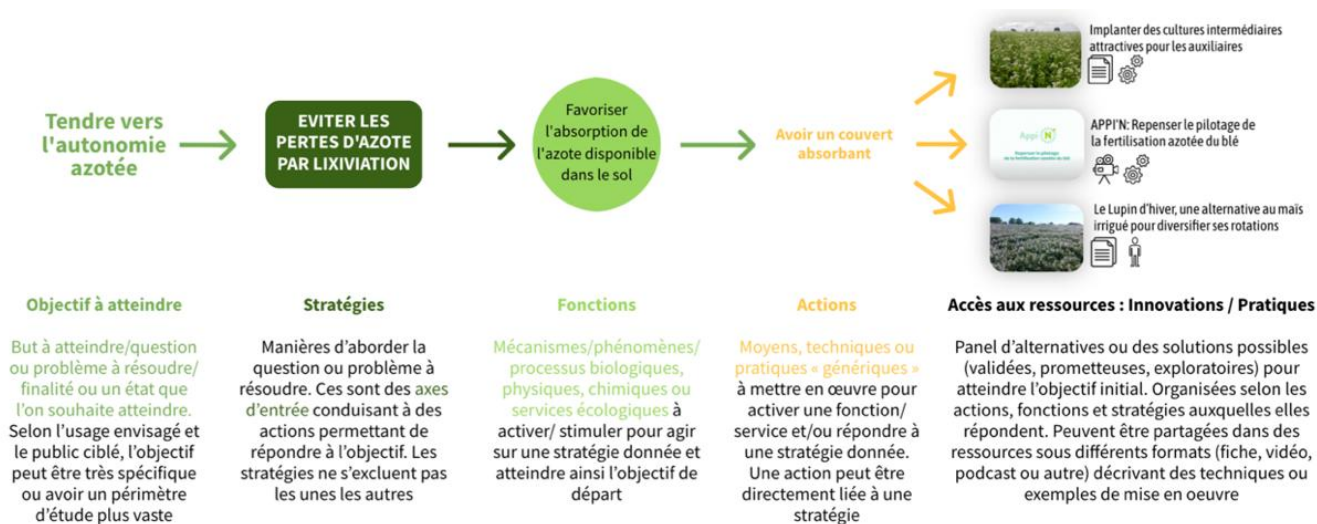 Tendre vers
l'autonomie
azotée
EVITER LES
PERTES D'AZOTE
PAR LIXIVIATION
Favoriser
l'absorption de
l'azote disponible
dans le sol
Avoir un couvert
absorbant
Implanter des cultures intermédiaires
attractives pour les auxiliaires
Appi N
Repenser le pilotage
de la fertilisation azotée du blé
APPI'N: Repenser le pilotage de
la fertilisation azotée du blé
Le Lupin d'hiver, une alternative au maïs
irrigué pour diversifier ses rotations
Objectif à atteindre
But à atteindre/question
ou problème à résoudre/
finalité ou un état que
l'on souhaite atteindre.
Selon l'usage envisagé et
le public ciblé, l'objectif
peut être très spécifique
ou avoir un périmètre
d'étude plus vaste
Stratégies
Manières d'aborder la
question ou problème à
résoudre. Ces sont des axes
d'entrée conduisant à des
actions permettant de
répondre à l'objectif. Les
stratégies ne s'excluent pas
les unes les autres
Fonctions
Mécanismes/phénomènes/
processus biologiques,
physiques, chimiques ou
services écologiques à
activer/ stimuler pour agir
sur une stratégie donnée et
atteindre ainsi l'objectif de
départ
Actions
Moyens, techniques ou
pratiques « génériques »
à mettre en œuvre pour
activer une fonction/
service et/ou répondre à
une stratégie donnée.
Une action peut être
directement liée à une
stratégie
Accès aux ressources : Innovations / Pratiques
Panel d'alternatives ou des solutions possibles
(validées, prometteuses, exploratoires) pour
atteindre l'objectif initial. Organisées selon les
actions, fonctions et stratégies auxquelles elles
répondent. Peuvent être partagées dans des
ressources sous différents formats (fiche, vidéo,
podcast ou autre) décrivant des techniques ou
exemples de mise en oeuvre